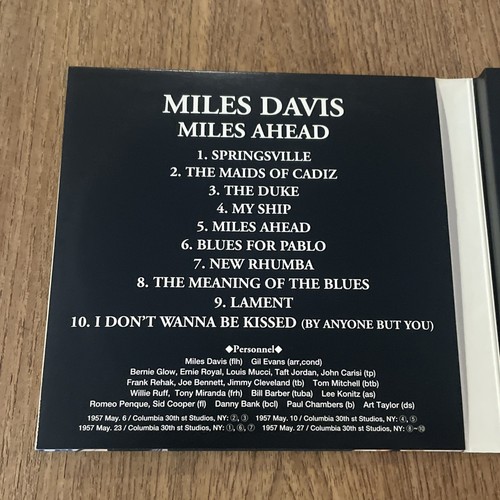 MILES DAVIS
MILES AHEAD
1. SPRINGSVILLE
2. THE MAIDS OF CADIZ
3. THE DUKE
4. MY SHIP
5. MILES AHEAD
6. BLUES FOR PABLO
7. NEW RHUMBA
8. THE MEANING OF THE BLUES
9. LAMENT
10. I DON'T WANNA BE KISSED (BY ANYONE BUT YOU)
◆Personnel◆
Miles Davis (flh) Gil Evans (arr,cond)
Bernie Glow, Ernie Royal, Louis Mucci, Taft Jordan, John Carisi (tp)
Frank Rehak, Joe Bennett, Jimmy Cleveland (tb) Tom Mitchell (btb)
Willie Ruff, Tony Miranda (frh) Bill Barber (tuba) Lee Konitz (as)
Romeo Penque, Sid Cooper (fl) Danny Bank (bcl) Paul Chambers (b) Art Taylor (ds)
1957 May. 6 / Columbia 30th st Studios, NY: ②, ③ 1957 May. 10 / Columbia 30th st Studios, NY: ④, ⑤
1957 May. 23 / Columbia 30th st Studios, NY: ①, ⑥, ⑦ 1957 May. 27 / Columbia 30th st Studios, NY: ⑧~⑩